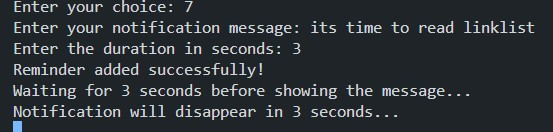 Enter your choice: 7
Enter your notification message: its time to read linklist
Enter the duration in seconds: 3
Reminder added successfully!
Waiting for 3 seconds before showing the message...
Notification will disappear in 3 seconds...